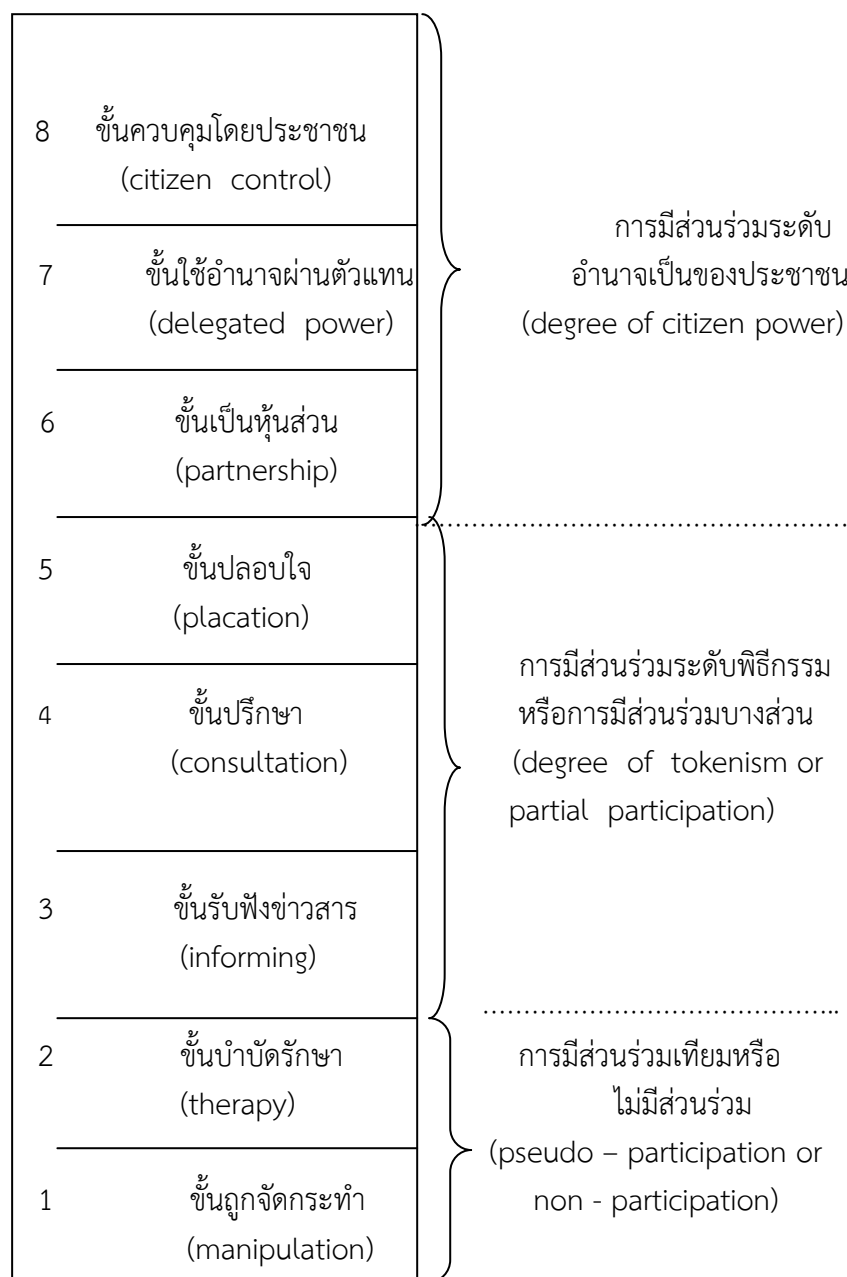 8 ขั้นควบคุมโดยประชาชน
(citizen control)
7 ขั้นใช้อำนาจผ่านตัวแทน
(delegated power)
6 ขั้นเป็นหุ้นส่วน
(partnership)
การมีส่วนร่วมระดับ
อำนาจเป็นของประชาชน
(degree of citizen power)
5 ขั้นปลอบใจ
(placation)
4 ขั้นปรึกษา
(consultation)
3 ขั้นรับฟังข่าวสาร
(informing)
การมีส่วนร่วมระดับพิธีกรรม
หรือการมีส่วนร่วมบางส่วน
(degree of tokenism or
partial participation)
2 ขั้นบำบัดรักษา
(therapy)
1 ขั้นถูกจัดกระทำ
(manipulation)
การมีส่วนร่วมเทียมหรือ
ไม่มีส่วนร่วม
(pseudo – participation or
non - participation)